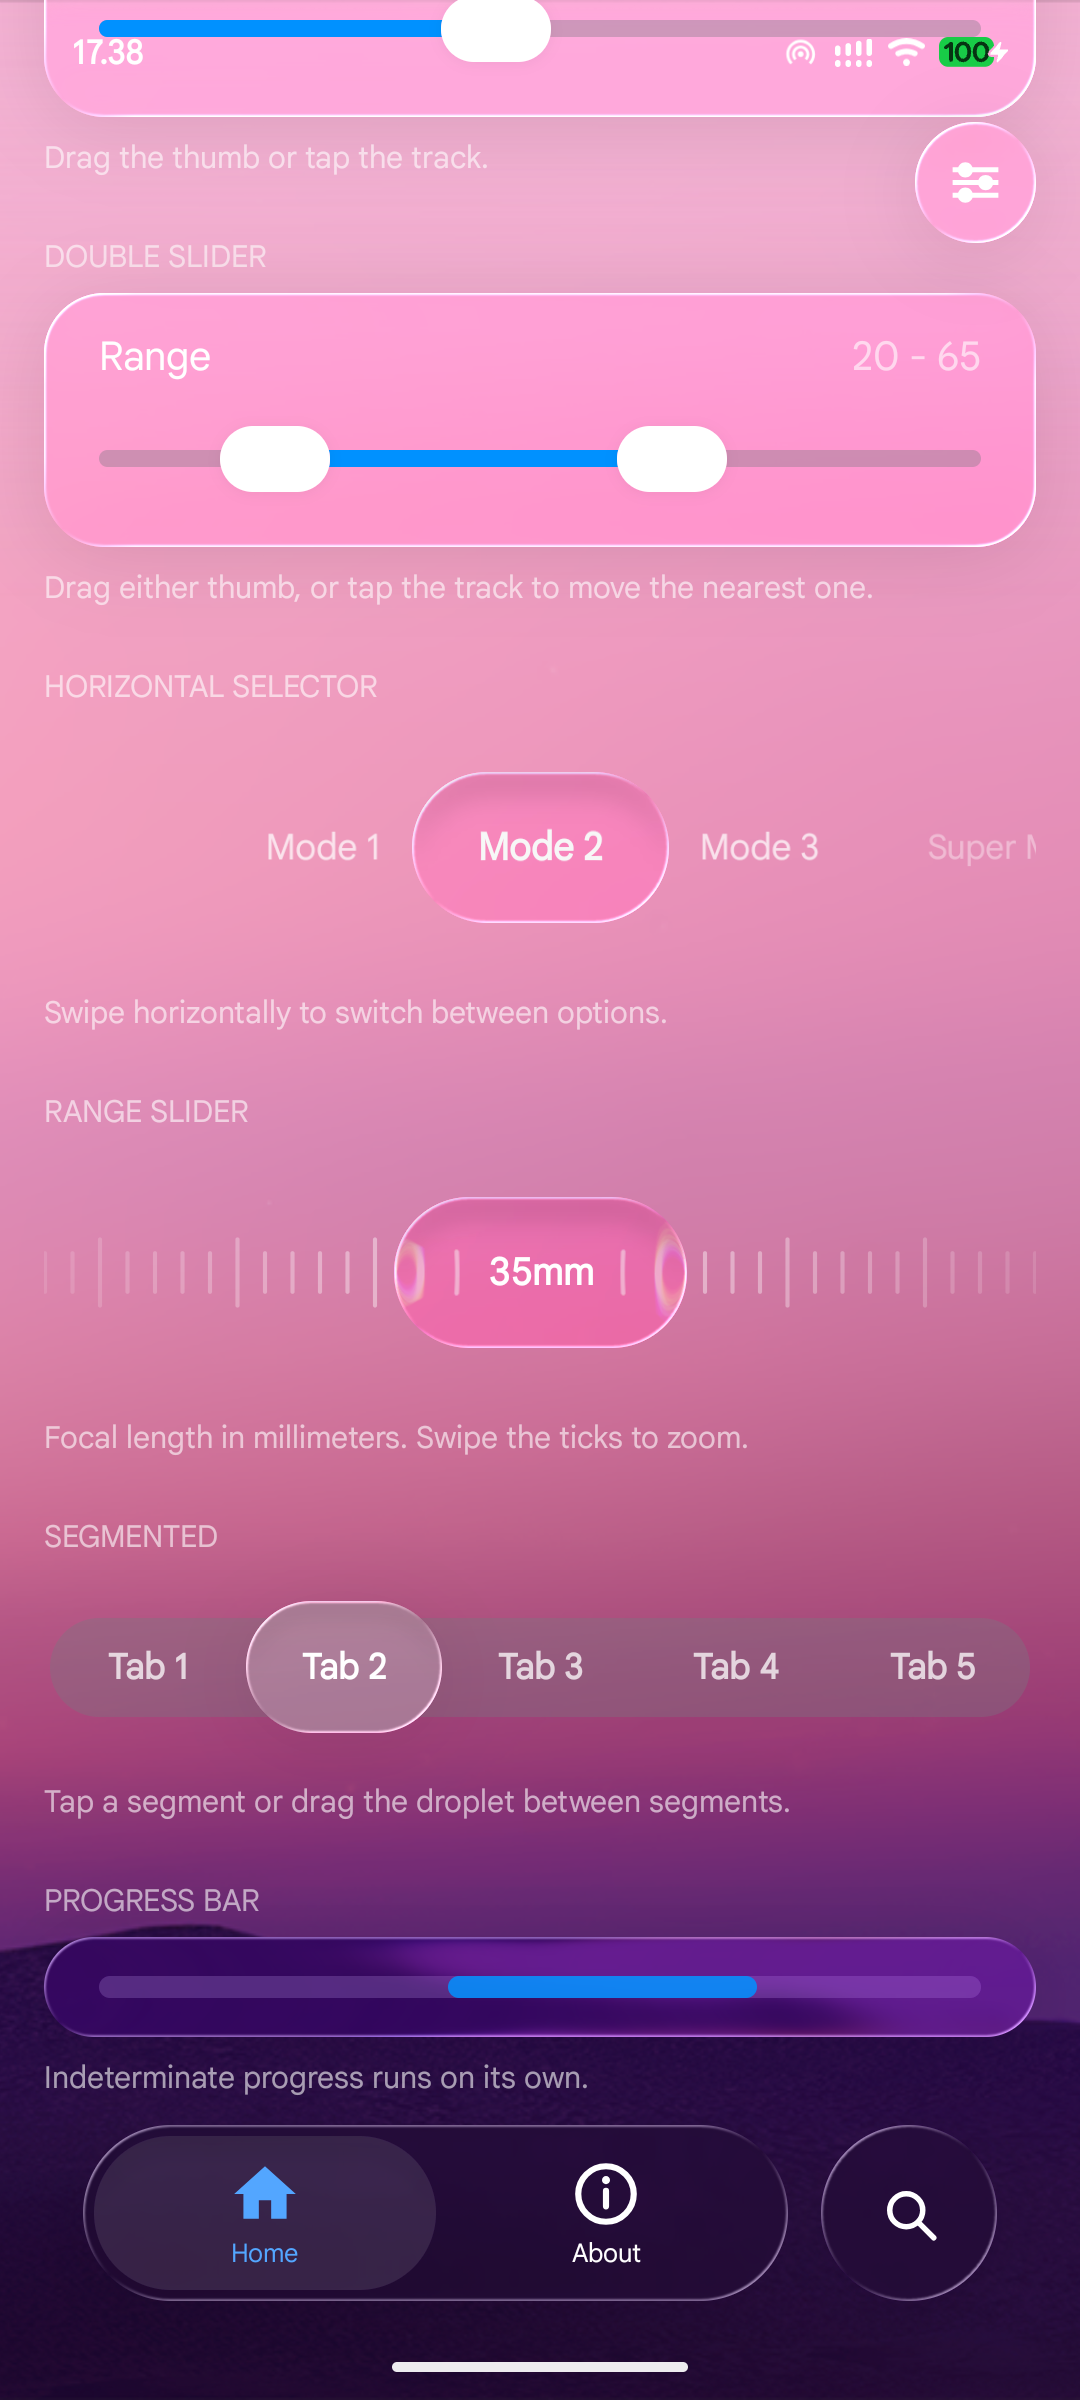 17.38
100
Drag the thumb or tap the track.
DOUBLE SLIDER
Range 20 - 65
Drag either thumb, or tap the track to move the nearest one.
HORIZONTAL SELECTOR
Mode 1 Mode 2 Mode 3 Super
Swipe horizontally to switch between options.
RANGE SLIDER
35mm
Focal length in millimeters. Swipe the ticks to zoom.
SEGMENTED
Tab 1 Tab 2 Tab 3 Tab 4 Tab 5
Tap a segment or drag the droplet between segments.
PROGRESS BAR
Indeterminate progress runs on its own.
Home About